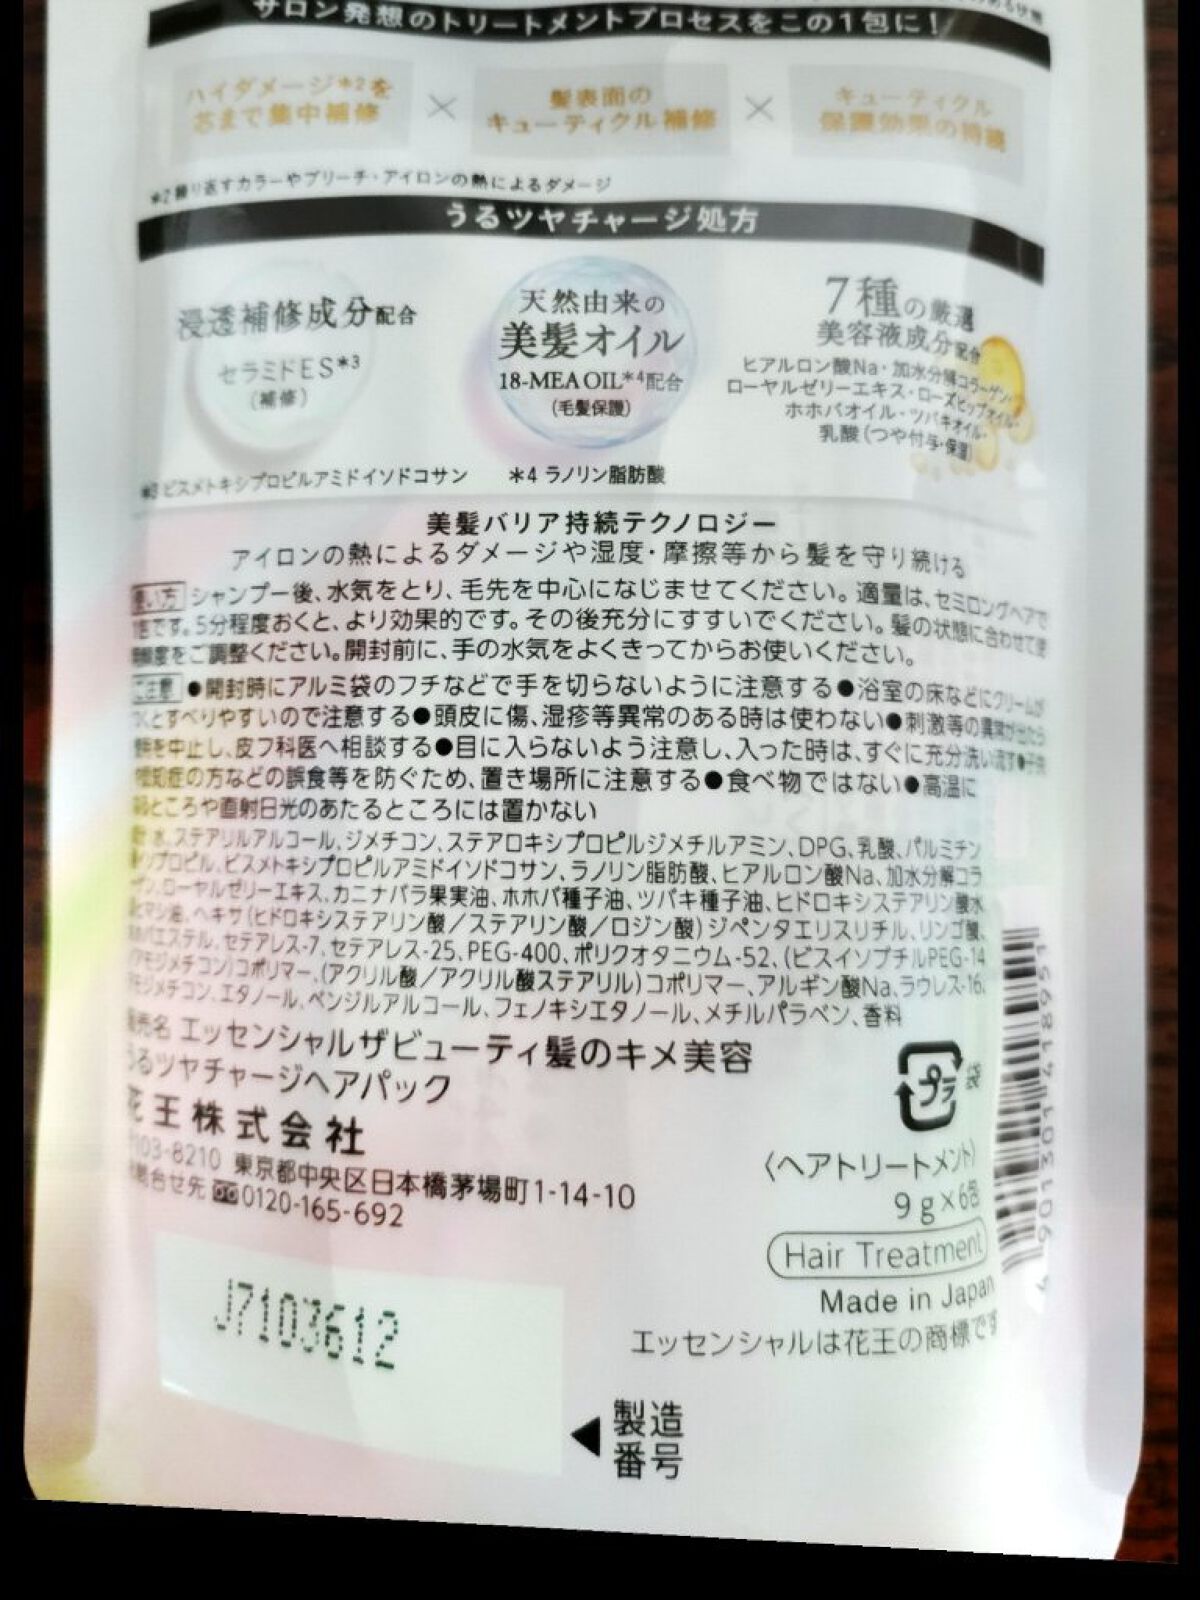 サロン発想のトリートメントプロセスをこの1包に!
ハイダメージ*2を
芯まで集中補修
×
髪表面の
キューティクル補修
×
キューティクル
保護効果の持続
*2 繰り返すカラーやブリーチ・アイロンの熱によるダメージ
うるツヤチャージ処方
浸透補修成分配合
セラミドES*3
(補修)
天然由来の
美髪オイル
18-MEA OIL*4配合
(毛髪保護)
7種の厳選
美容液成分配合
ヒアルロン酸Na・加水分解コラーゲン・
ローヤルゼリーエキス・ローズヒップオイル・
ホホバオイル・ツバキオイル・
乳酸(つや付与・保湿)
*3 ビスメトキシプロピルアミドイソドコサン
*4 ラノリン脂肪酸
美髪バリア持続テクノロジー
アイロンの熱によるダメージや湿度・摩擦等から髪を守り続ける
使い方 シャンプー後、水気をとり、毛先を中心になじませてください。適量は、セミロングヘアで
1包です。5分程度おくと、より効果的です。その後充分にすすいでください。髪の状態に合わせて使
用頻度をご調整ください。開封前に、手の水気をよくきってからお使いください。
ご注意 ●開封時にアルミ袋のフチなどで手を切らないように注意する●浴室の床などにクリームが
つくとすべりやすいので注意する●頭皮に傷、湿疹等異常のある時は使わない●刺激等の異常が出たら
使用を中止し、皮フ科医へ相談する●目に入らないよう注意し、入った時は、すぐに充分洗い流す●子供
や認知症の方などの誤食等を防ぐため、置き場所に注意する●食べ物ではない●高温に
なるところや直射日光のあたるところには置かない
水、ステアリルアルコール、ジメチコン、ステアロキシプロピルジメチルアミン、DPG、乳酸、パルミチン
酸イソプロピル、ビスメトキシプロピルアミドイソドコサン、ラノリン脂肪酸、ヒアルロン酸Na、加水分解コラ
ーゲン、ローヤルゼリーエキス、カニナバラ果実油、ホホバ種子油、ツバキ種子油、ヒドロキシステアリン酸水
添ヒマシ油、ヘキサ(ヒドロキシステアリン酸/ステアリン酸/ロジン酸)ジペンタエリスリチル、リンゴ酸、
ホホバエステル、セテアレス-7、セテアレス-25、PEG-400、ポリクオタニウム-52、(ビスイソブチルPEG-14
/アモジメチコン)コポリマー、(アクリル酸/アクリル酸ステアリル)コポリマー、アルギン酸Na、ラウレス-16、
アモジメチコン、エタノール、ベンジルアルコール、フェノキシエタノール、メチルパラベン、香料
販売名 エッセンシャルザビューティ髪のキメ美容
うるツヤチャージヘアパック
花王株式会社
〒103-8210 東京都中央区日本橋茅場町1-14-10
お問い合せ先 0120-165-692
プラ
袋
〈ヘアトリートメント〉
9g×6包
Hair Treatment
Made in Japan
エッセンシャルは花王の商標です
J7103612
◀製造
番号
4 901301 418951